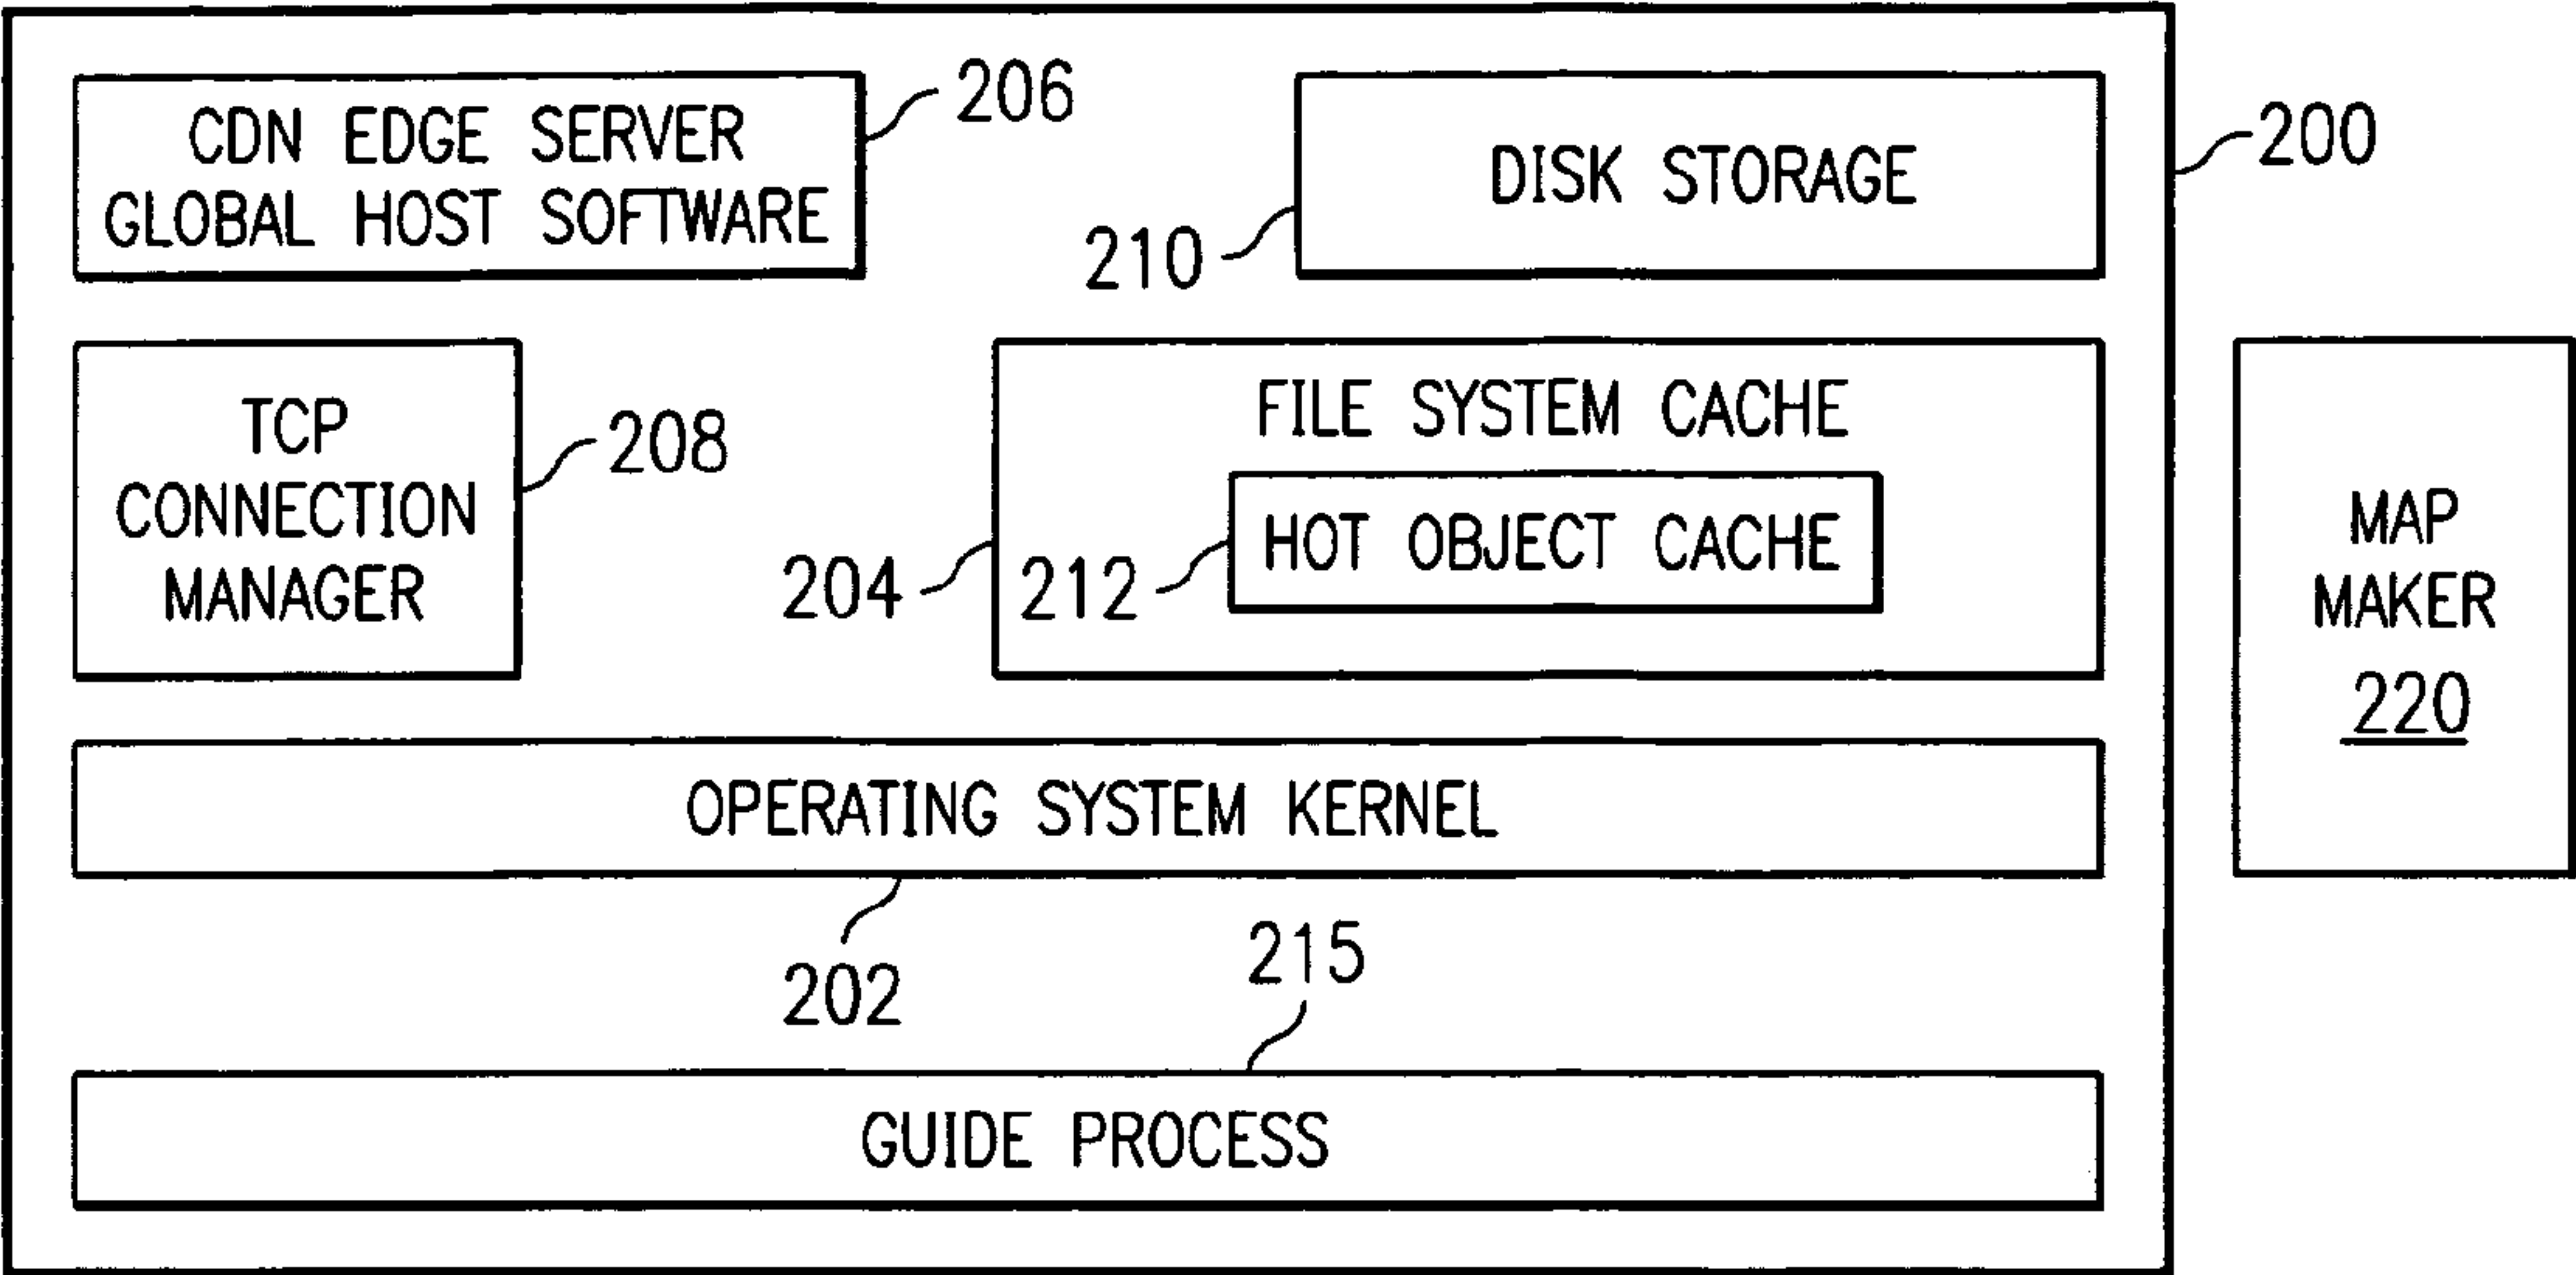 CDN EDGE SERVER
GLOBAL HOST SOFTWARE
206
DISK STORAGE
210
200
TCP
CONNECTION
MANAGER
208
FILE SYSTEM CACHE
HOT OBJECT CACHE
204
212
MAP
MAKER
220
OPERATING SYSTEM KERNEL
202
215
GUIDE PROCESS